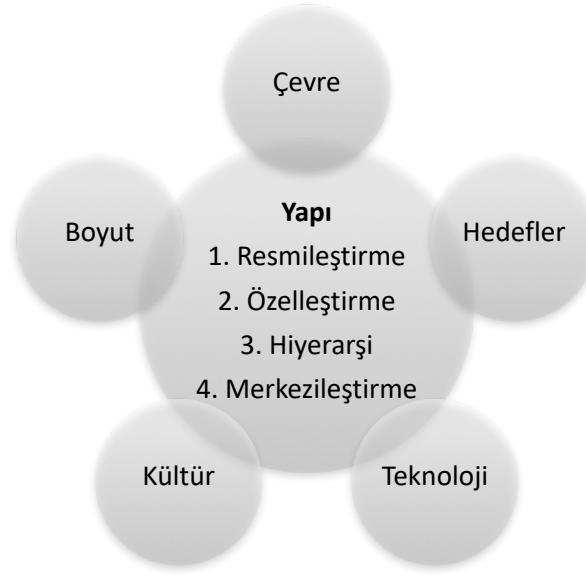 Çevre
Boyut
Hedefler
Yapı
1. Resmileştirme
2. Özelleştirme
3. Hiyerarşi
4. Merkezileştirme
Kültür
Teknoloji